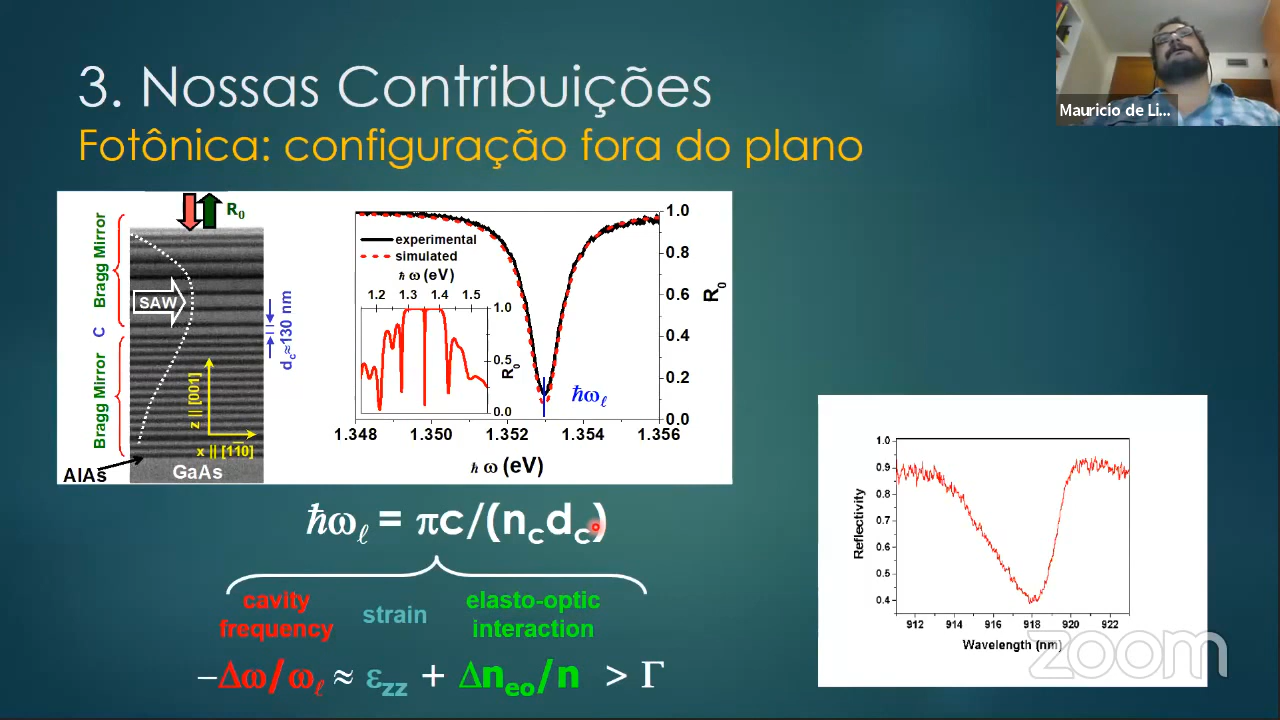 3. Nossas Contribuições
Fotônica: configuração fora do plano
Mauricio de Li...
R0
Bragg Mirror
C
Bragg Mirror
SAW
dc≈130 nm
z || [001]
x || [11̅0]
AlAs
GaAs
experimental
simulated
ħ ω (eV)
1.2 1.3 1.4 1.5
1.0
0.5
0.0
R0
ħωℓ
1.0
0.8
0.6
0.4
0.2
0.0
R0
1.348 1.350 1.352 1.354 1.356
ħ ω (eV)
ħωℓ = πc/(ncdc)
cavity frequency
strain
elasto-optic interaction
−Δω/ωℓ ≈ εzz + Δneo/n > Γ
1.0
0.9
0.8
0.7
0.6
0.5
0.4
Reflectivity
912 914 916 918 920 922
Wavelength (nm)
zoom